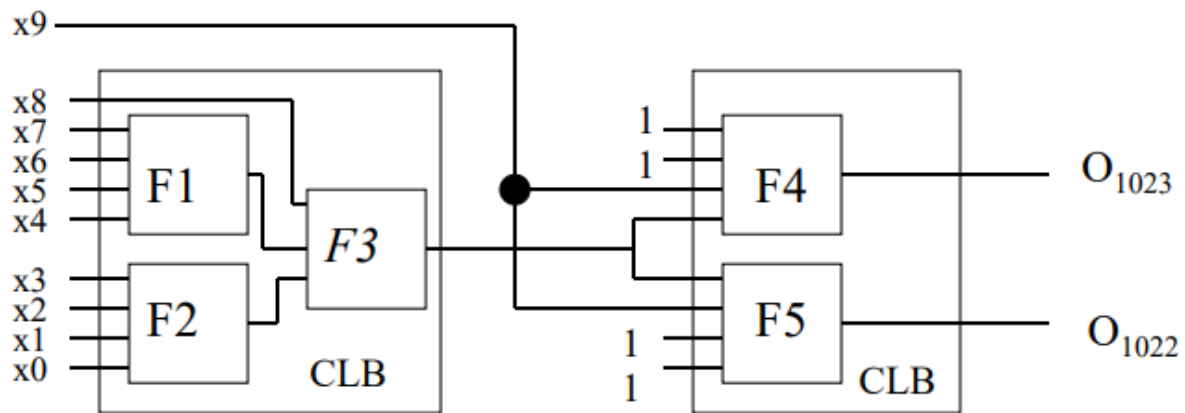 x9
x8
x7
x6
x5
x4
x3
x2
x1
x0
F1
F2
F3
CLB
1
1
F4
F5
1
1
CLB
O1023
O1022